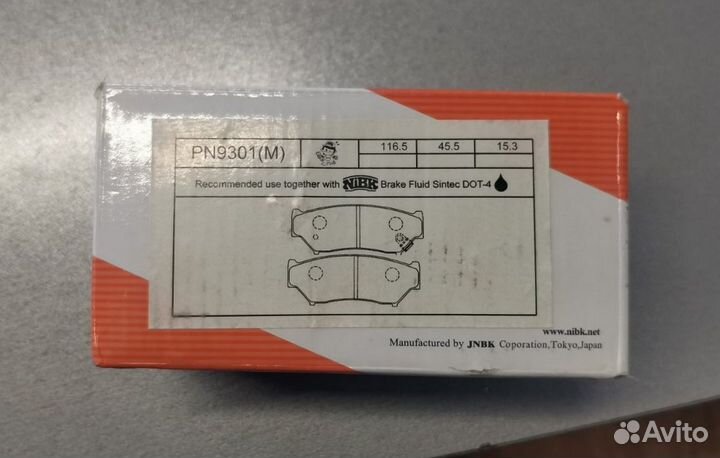 PN9301(M) 116.5 45.5 15.3
Recommended use together with NiBK Brake Fluid Sintec DOT-4
www.nibk.net
Manufactured by JNBK Coporation,Tokyo,Japan
Avito